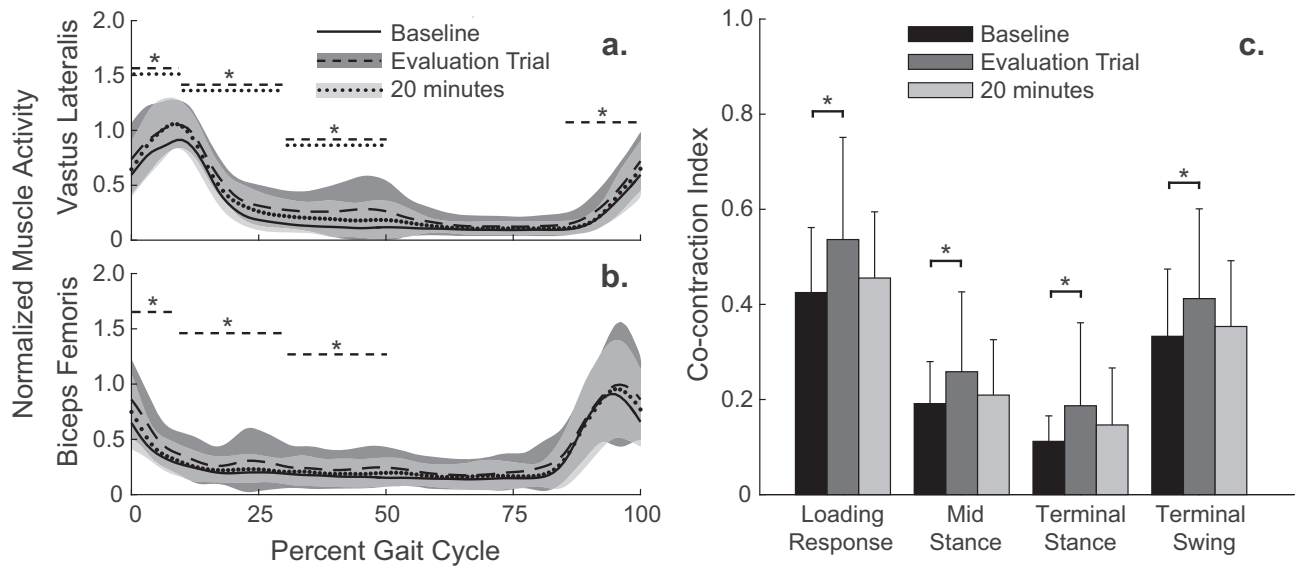 Normalized Muscle Activity
Vastus Lateralis
2.0
1.5
1.0
0.5
0
Baseline
Evaluation Trial
20 minutes
a.
*
*
*
*
Biceps Femoris
2.0
1.5
1.0
0.5
0
b.
*
*
*
0
25
50
75
100
Percent Gait Cycle
Co-contraction Index
1.0
0.8
0.6
0.4
0.2
0
Baseline
Evaluation Trial
20 minutes
c.
*
*
*
*
Loading
Response
Mid
Stance
Terminal
Stance
Terminal
Swing